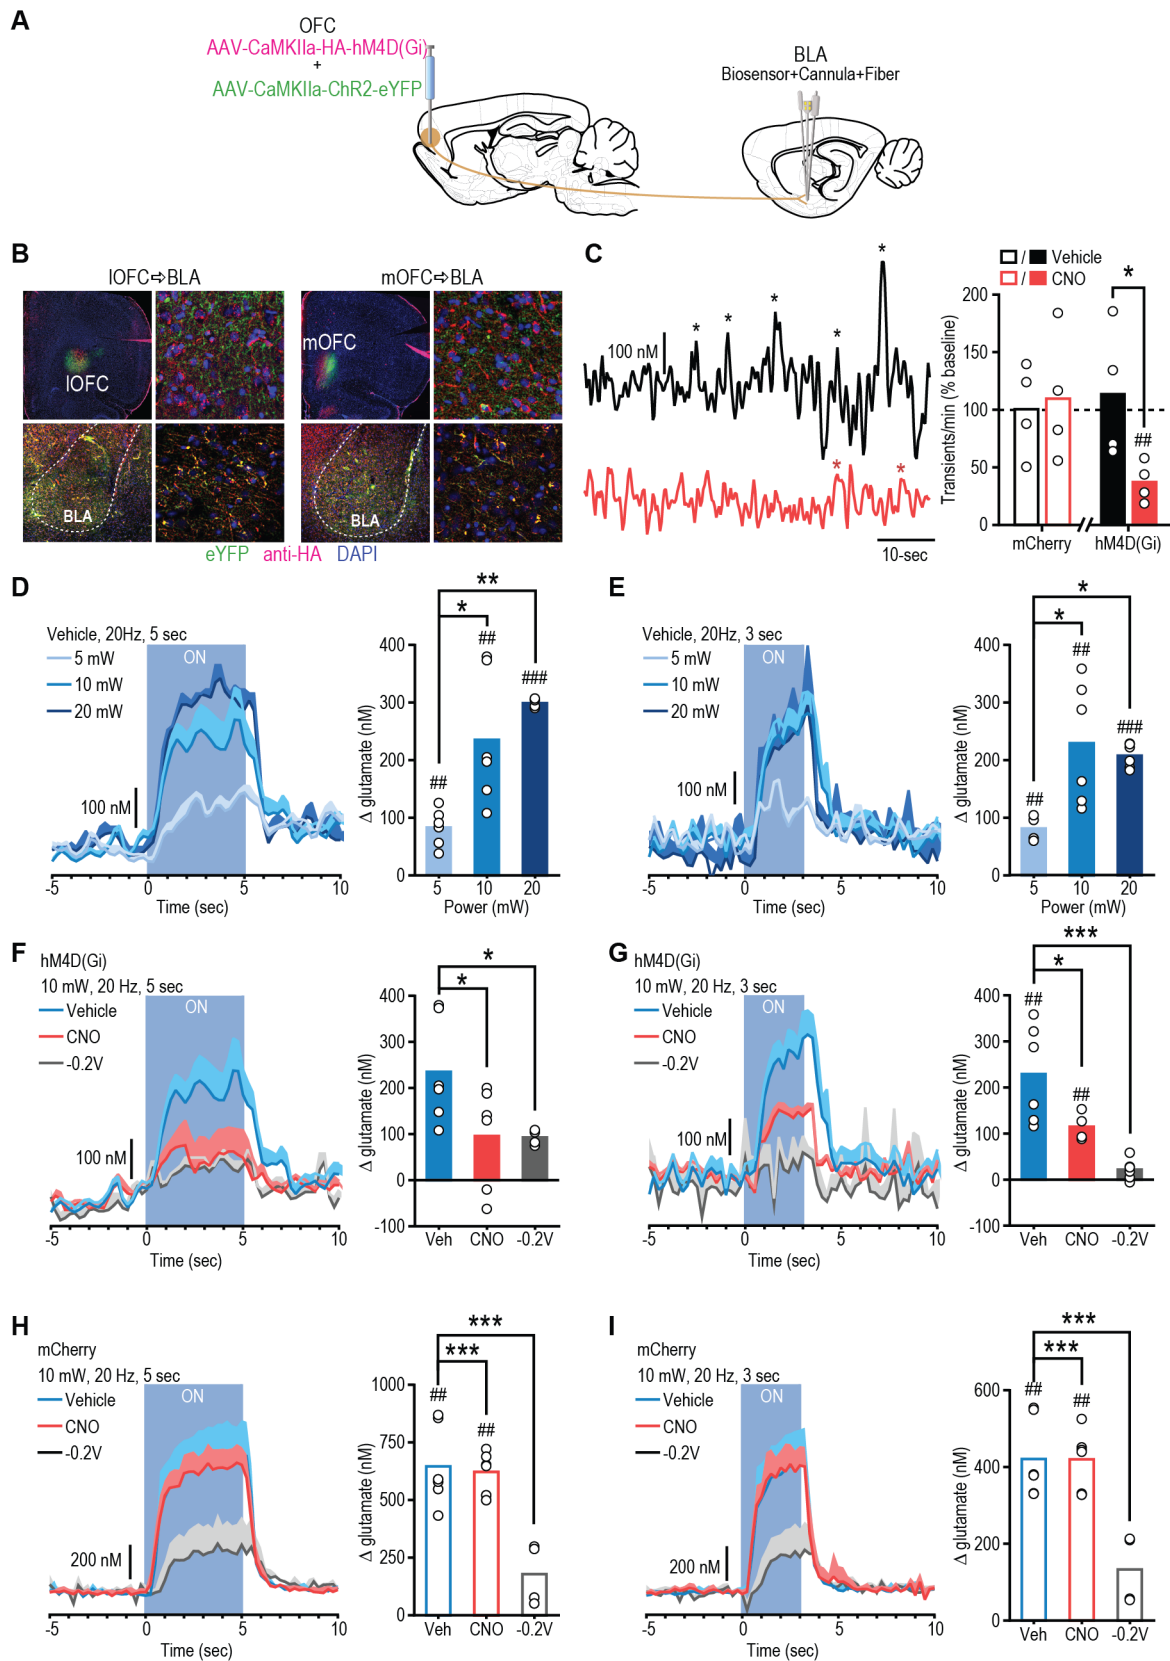 A
OFC
AAV-CaMKIIa-HA-hM4D(Gi)
+
AAV-CaMKIIa-ChR2-eYFP
BLA
Biosensor+Cannula+Fiber
B
lOFC⇨BLA
mOFC⇨BLA
lOFC
mOFC
BLA
BLA
eYFP anti-HA DAPI
C
100 nM
* * * * *
* *
10-sec
/ Vehicle
/ CNO
*
##
Transients/min (% baseline)
200
150
100
50
0
mCherry
hM4D(Gi)
D
Vehicle, 20Hz, 5 sec
5 mW
10 mW
20 mW
ON
100 nM
-5 0 5 10
Time (sec)
**
*
##
##
###
Δ glutamate (nM)
400
300
200
100
0
5 10 20
Power (mW)
E
Vehicle, 20Hz, 3 sec
5 mW
10 mW
20 mW
ON
100 nM
-5 0 5 10
Time (sec)
*
*
##
##
###
Δ glutamate (nM)
400
300
200
100
0
5 10 20
Power (mW)
F
hM4D(Gi)
10 mW, 20 Hz, 5 sec
Vehicle
CNO
-0.2V
ON
100 nM
-5 0 5 10
Time (sec)
*
*
Δ glutamate (nM)
400
300
200
100
0
-100
Veh CNO -0.2V
G
hM4D(Gi)
10 mW, 20 Hz, 3 sec
Vehicle
CNO
-0.2V
ON
100 nM
-5 0 5 10
Time (sec)
***
*
##
##
Δ glutamate (nM)
400
300
200
100
0
-100
Veh CNO -0.2V
H
mCherry
10 mW, 20 Hz, 5 sec
Vehicle
CNO
-0.2V
ON
200 nM
-5 0 5 10
Time (sec)
***
***
##
##
Δ glutamate (nM)
1000
750
500
250
0
Veh CNO -0.2V
I
mCherry
10 mW, 20 Hz, 3 sec
Vehicle
CNO
-0.2V
ON
200 nM
-5 0 5 10
Time (sec)
***
***
##
##
Δ glutamate (nM)
600
400
200
0
Veh CNO -0.2V